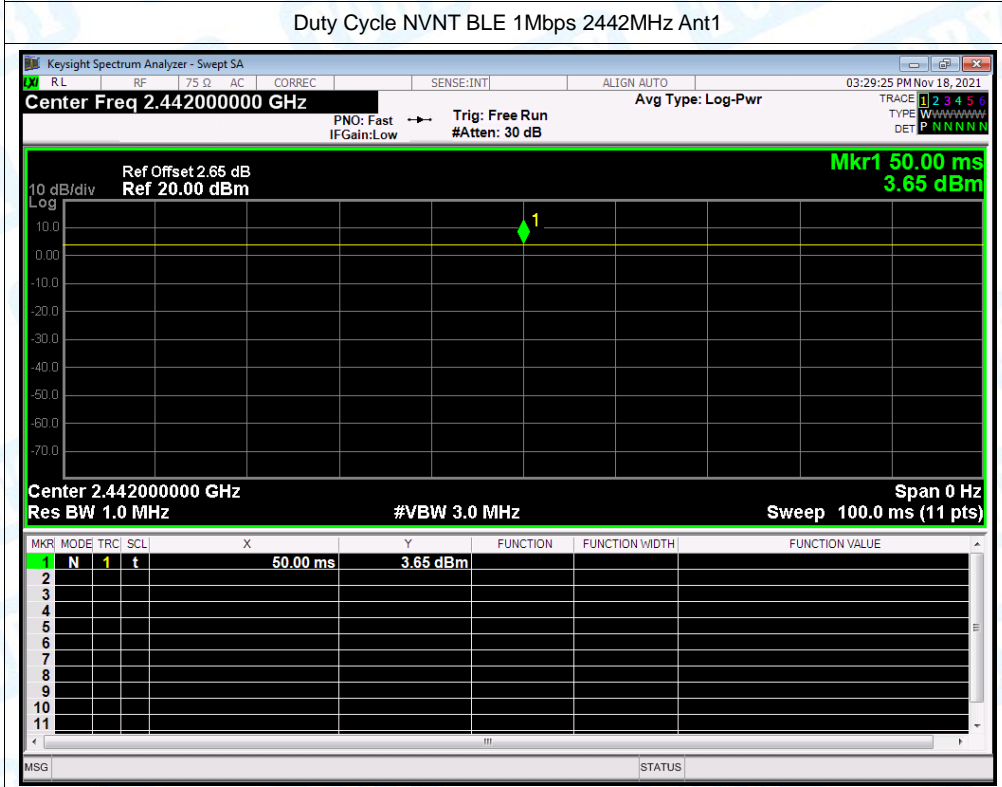 Duty Cycle NVNT BLE 1Mbps 2442MHz Ant1
Keysight Spectrum Analyzer - Swept SA
LXI RL RF 75 Ω AC CORREC SENSE:INT ALIGN AUTO 03:29:25 PM Nov 18, 2021
Center Freq 2.442000000 GHz Avg Type: Log-Pwr TRACE 1 2 3 4 5 6
PNO: Fast Trig: Free Run TYPE WWWWWW
IFGain:Low #Atten: 30 dB DET P NNNNN
Mkr1 50.00 ms
Ref Offset 2.65 dB 3.65 dBm
10 dB/div Ref 20.00 dBm
Log
1
10.0
0.00
-10.0
-20.0
-30.0
-40.0
-50.0
-60.0
-70.0
Center 2.442000000 GHz Span 0 Hz
Res BW 1.0 MHz #VBW 3.0 MHz Sweep 100.0 ms (11 pts)
MKR MODE TRC SCL X Y FUNCTION FUNCTION WIDTH FUNCTION VALUE
1 N 1 t 50.00 ms 3.65 dBm
2
3
4
5
6
7
8
9
10
11
MSG STATUS